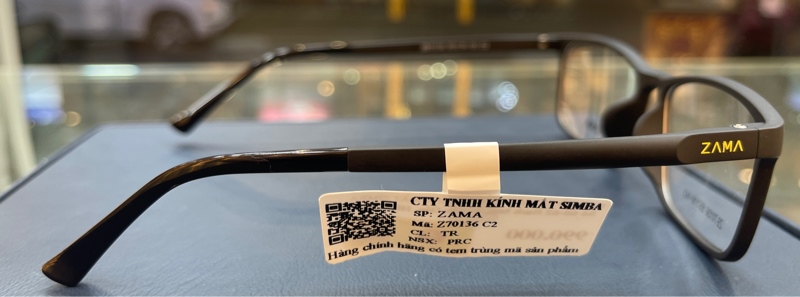 ZAMA
CTY TNHH KÍNH MẮT SIMBA
SP: ZAMA
Mã: Z70136 C2
CL: TR
NSX: PRC
Hàng chính hãng có tem trùng mã sản phẩm